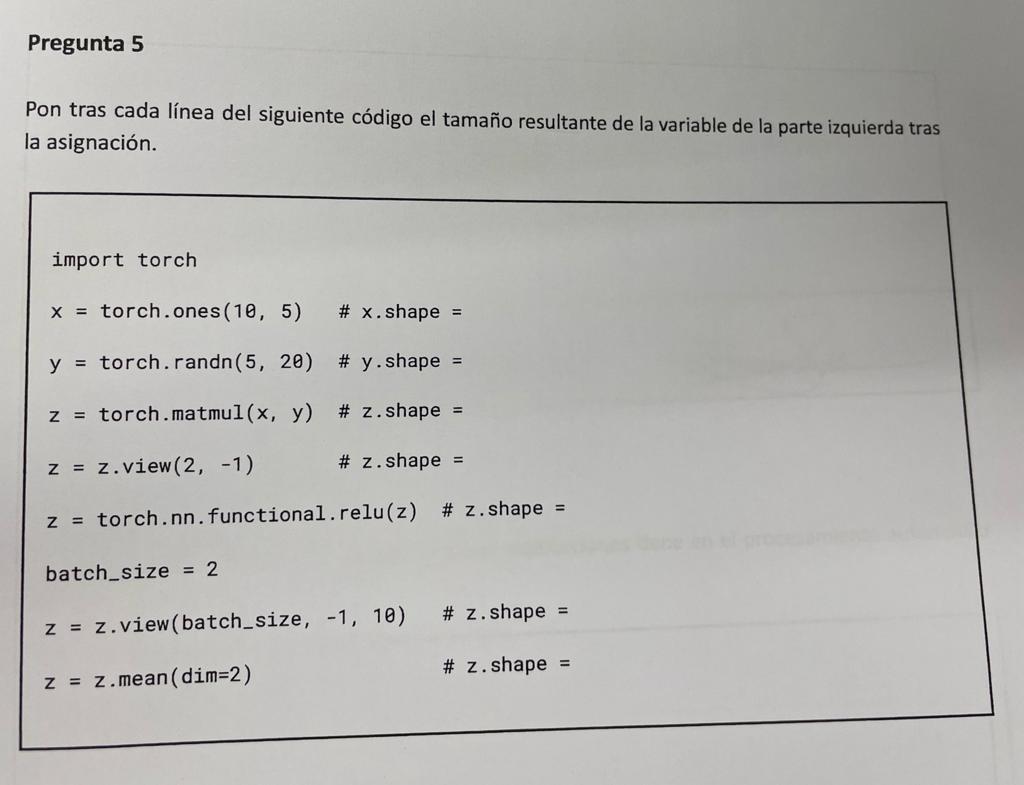 Pregunta 5
Pon tras cada línea del siguiente código el tamaño resultante de la variable de la parte izquierda tras
la asignación.
import torch
x = torch.ones(10, 5)   # x.shape =
y = torch.randn(5, 20)  # y.shape =
z = torch.matmul(x, y)  # z.shape =
z = z.view(2, -1)       # z.shape =
z = torch.nn.functional.relu(z)  # z.shape =
batch_size = 2
z = z.view(batch_size, -1, 10)   # z.shape =
z = z.mean(dim=2)                # z.shape =